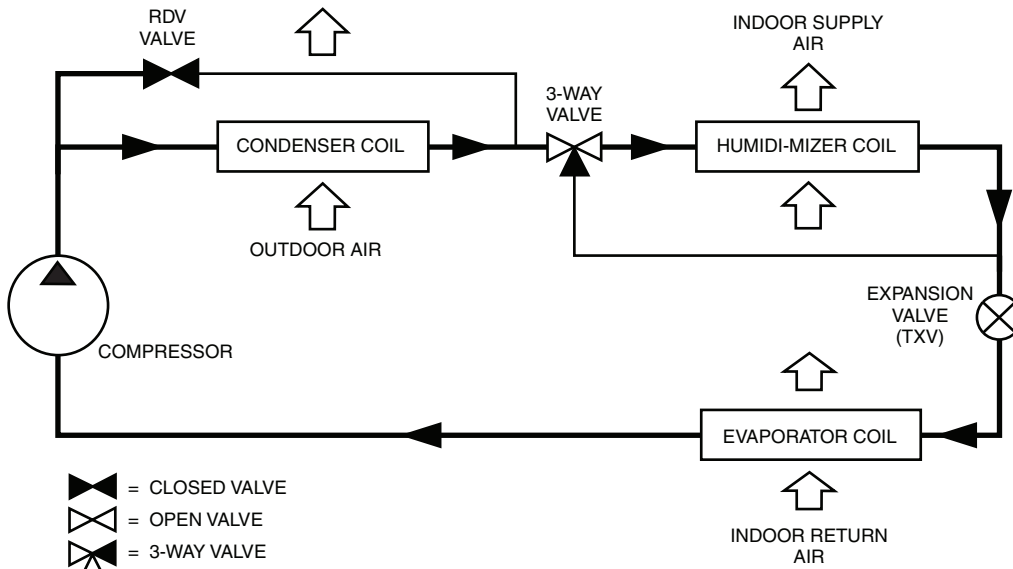 RDV
VALVE
INDOOR SUPPLY
AIR
3-WAY
VALVE
CONDENSER COIL
HUMIDI-MIZER COIL
OUTDOOR AIR
EXPANSION
VALVE
(TXV)
COMPRESSOR
EVAPORATOR COIL
= CLOSED VALVE
= OPEN VALVE
= 3-WAY VALVE
INDOOR RETURN
AIR